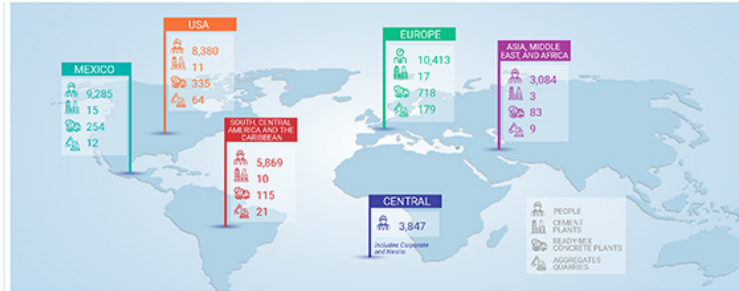 USA
8,380
11
335
64
MEXICO
9,285
15
254
12
SOUTH, CENTRAL
AMERICA AND THE
CARIBBEAN
5,869
10
115
21
EUROPE
10,413
17
718
179
ASIA, MIDDLE
EAST, AND AFRICA
3,084
3
83
9
CENTRAL
3,847
Includes Corporate
and Neoris
PEOPLE
CEMENT
PLANTS
READY-MIX
CONCRETE PLANTS
AGGREGATES
QUARRIES